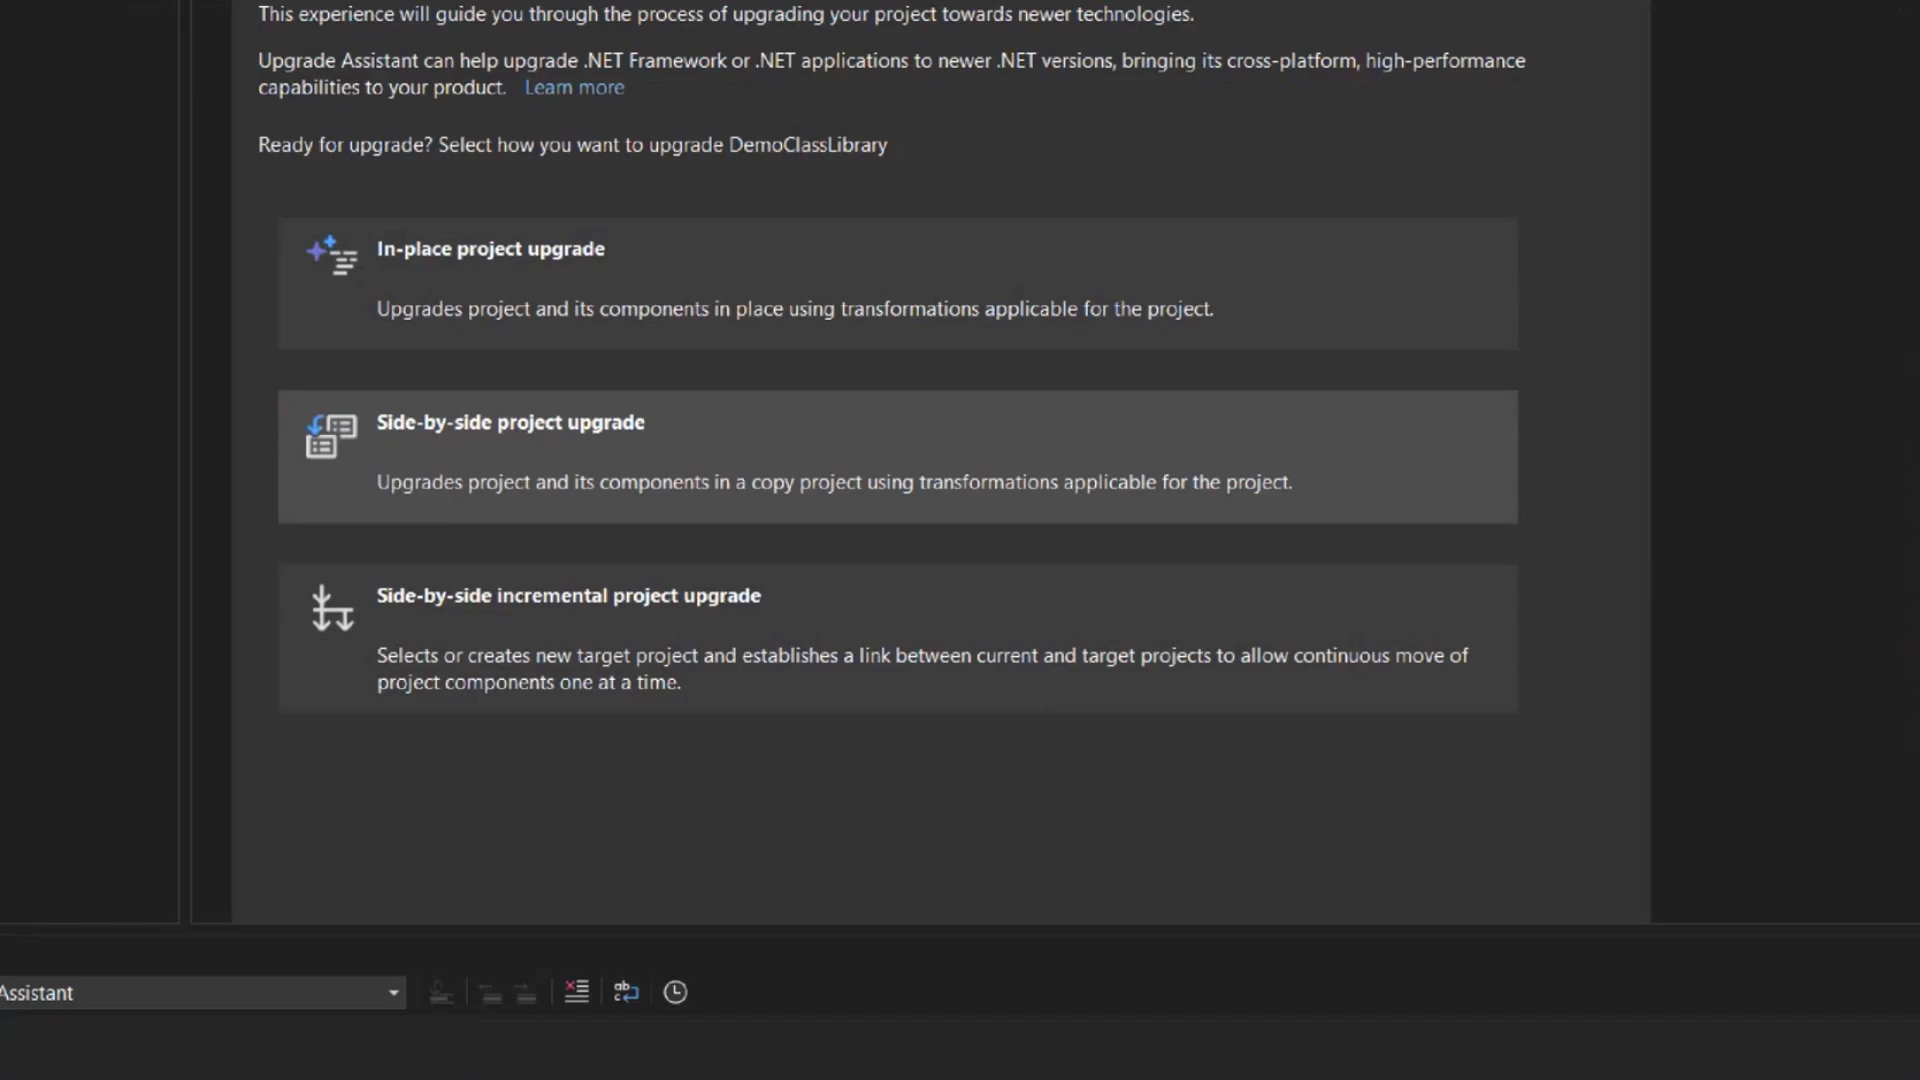 This experience will guide you through the process of upgrading your project towards newer technologies.
Upgrade Assistant can help upgrade .NET Framework or .NET applications to newer .NET versions, bringing its cross-platform, high-performance
capabilities to your product. Learn more
Ready for upgrade? Select how you want to upgrade DemoClassLibrary
In-place project upgrade
Upgrades project and its components in place using transformations applicable for the project.
Side-by-side project upgrade
Upgrades project and its components in a copy project using transformations applicable for the project.
Side-by-side incremental project upgrade
Selects or creates new target project and establishes a link between current and target projects to allow continuous move of
project components one at a time.
Assistant